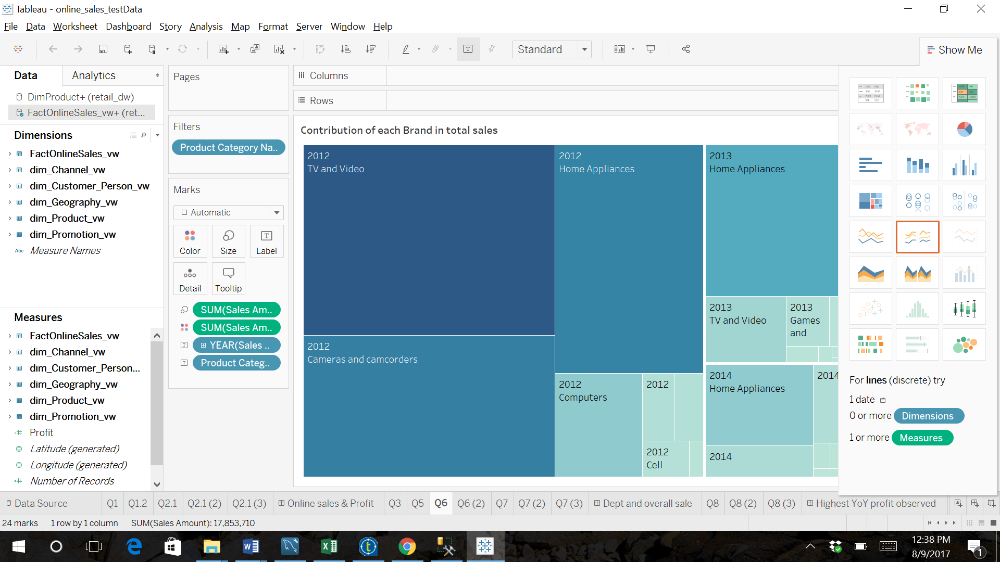 Tableau - online_sales_testData
File Data Worksheet Dashboard Story Analysis Map Format Server Window Help
Standard
Show Me
Data
Analytics
DimProduct+ (retail_dw)
FactOnlineSales_vw+ (ret...
Dimensions
FactOnlineSales_vw
dim_Channel_vw
dim_Customer_Person_vw
dim_Geography_vw
dim_Product_vw
dim_Promotion_vw
Abc Measure Names
Measures
FactOnlineSales_vw
dim_Channel_vw
dim_Customer_Person...
dim_Geography_vw
dim_Product_vw
dim_Promotion_vw
Profit
Latitude (generated)
Longitude (generated)
Number of Records
Pages
Filters
Product Category Na..
Marks
Automatic
Color
Size
Label
Detail
Tooltip
SUM(Sales Am..
SUM(Sales Am..
YEAR(Sales ..
Product Categ..
Columns
Rows
Contribution of each Brand in total sales
2012
TV and Video
2012
Cameras and camcorders
2012
Home Appliances
2012
Computers
2012
2012
Cell
2013
Home Appliances
2013
TV and Video
2013
Games
and
2014
Home Appliances
2014
2014
For lines (discrete) try
1 date
0 or more Dimensions
1 or more Measures
Data Source Q1 Q1.2 Q2.1 Q2.1 (2) Q2.1 (3) Online sales & Profit Q3 Q5 Q6 Q6 (2) Q7 Q7 (2) Q7 (3) Dept and overall sale Q8 Q8 (2) Q8 (3) Highest YoY profit observed
24 marks 1 row by 1 column SUM(Sales Amount): 17,853,710
12:38 PM
8/9/2017
1